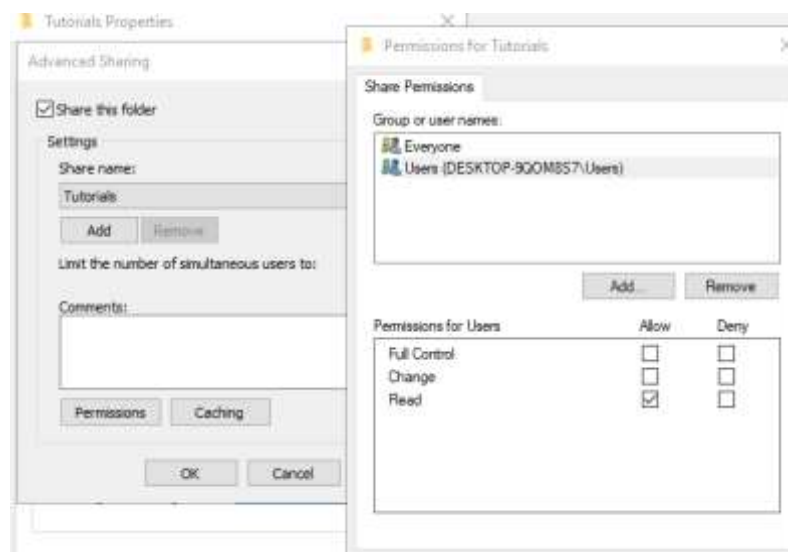 Tutorials Properties
Advanced Sharing
Share this folder
Settings
Share name:
Tutorials
Add Remove
Limit the number of simultaneous users to:
Comments:
Permissions Caching
OK Cancel
Permissions for Tutorials
Share Permissions
Group or user names:
Everyone
Users (DESKTOP-9QOM8S7\Users)
Add... Remove
Permissions for Users Allow Deny
Full Control
Change
Read